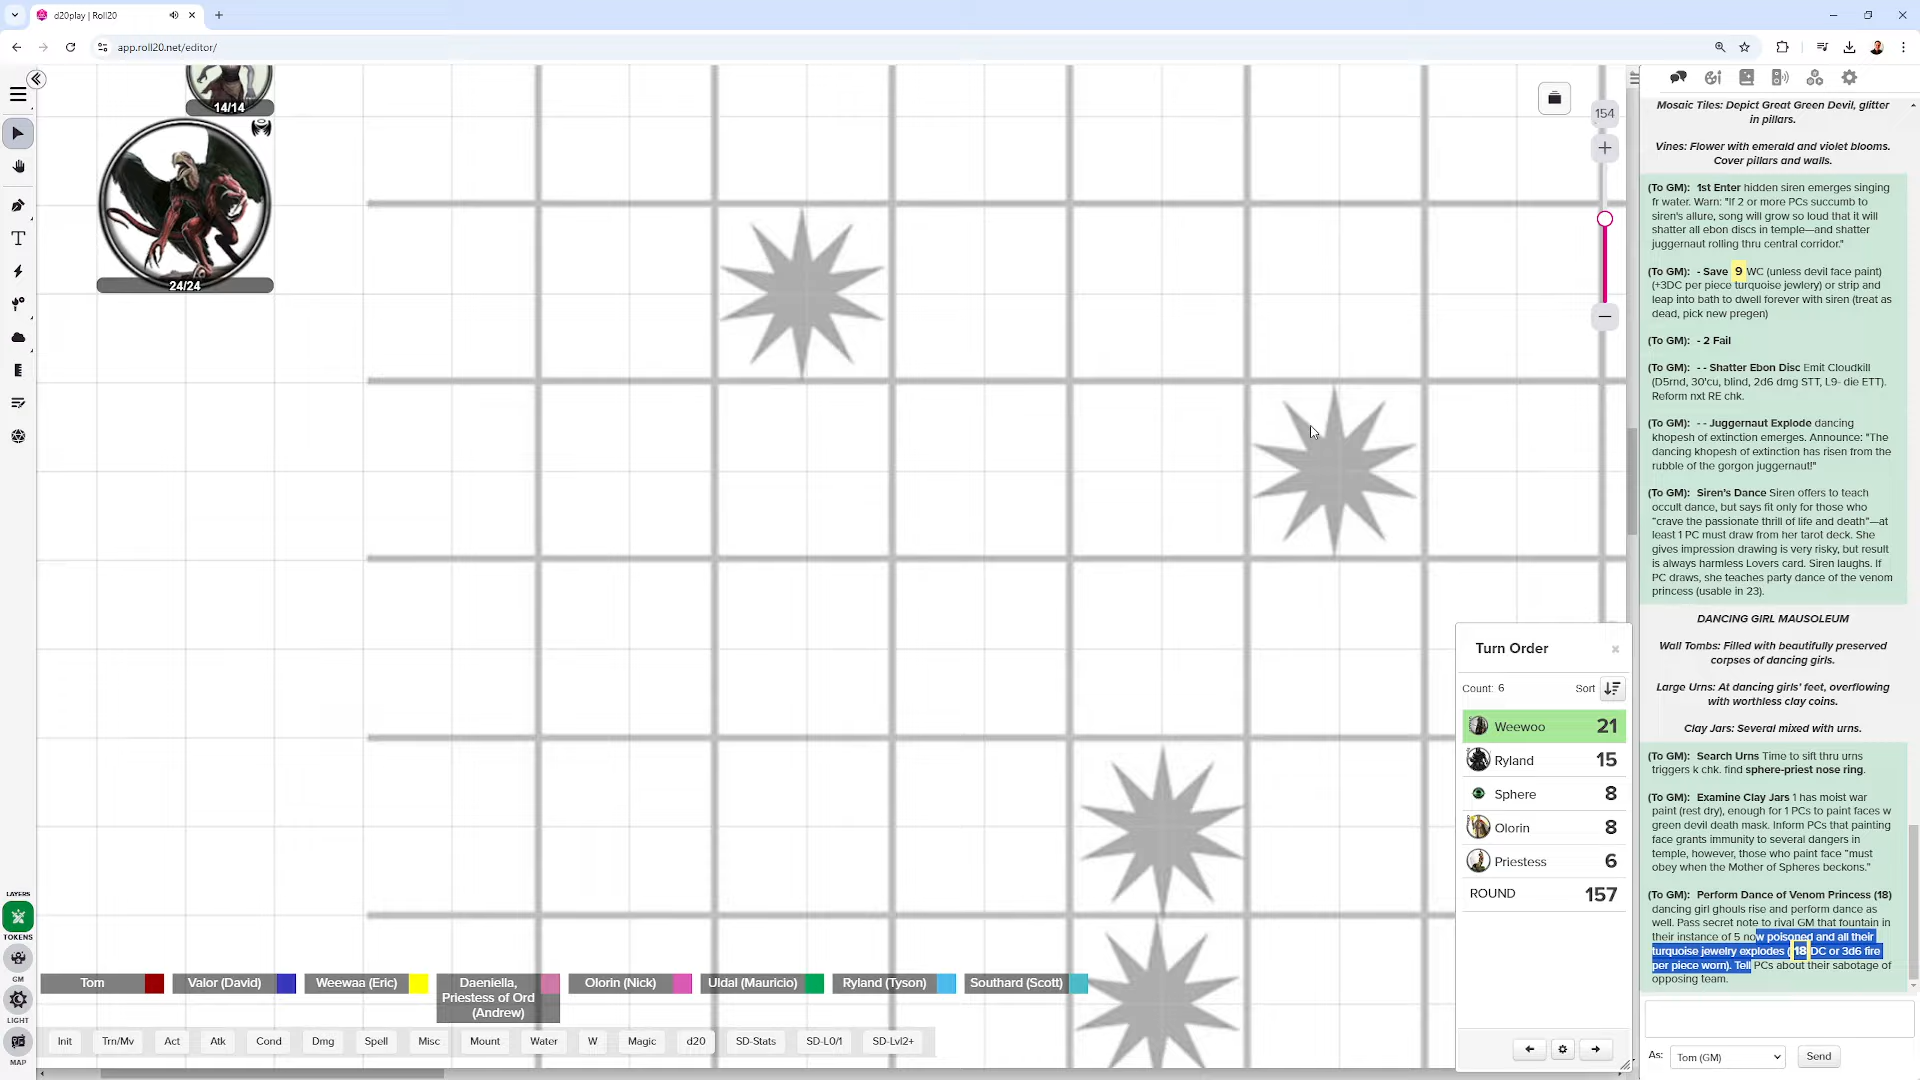 d20play | Roll20
app.roll20.net/editor/
14/14
24/24
154
Mosaic Tiles: Depict Great Green Devil, glitter
in pillars.
Vines: Flower with emerald and violet blooms.
Cover pillars and walls.
(To GM): 1st Enter hidden siren emerges singing
fr water. Warn: "If 2 or more PCs succumb to
siren's allure, song will grow so loud that it will
shatter all ebon discs in temple—and shatter
juggernaut rolling thru central corridor."
(To GM): - Save 9 WC (unless devil face paint)
(+3DC per piece turquoise jewlery) or strip and
leap into bath to dwell forever with siren (treat as
dead, pick new pregen)
(To GM): - 2 Fail
(To GM): - - Shatter Ebon Disc Emit Cloudkill
(D5rnd, 30'cu, blind, 2d6 dmg STT, L9- die ETT).
Reform nxt RE chk.
(To GM): - - Juggernaut Explode dancing
khopesh of extinction emerges. Announce: "The
dancing khopesh of extinction has risen from the
rubble of the gorgon juggernaut!"
(To GM): Siren's Dance Siren offers to teach
occult dance, but says fit only for those who
"crave the passionate thrill of life and death"—at
least 1 PC must draw from her tarot deck. She
gives impression drawing is very risky, but result
is always harmless Lovers card. Siren laughs. If
PC draws, she teaches party dance of the venom
princess (usable in 23).
DANCING GIRL MAUSOLEUM
Wall Tombs: Filled with beautifully preserved
corpses of dancing girls.
Large Urns: At dancing girls' feet, overflowing
with worthless clay coins.
Clay Jars: Several mixed with urns.
(To GM): Search Urns Time to sift thru urns
triggers k chk. find sphere-priest nose ring.
(To GM): Examine Clay Jars 1 has moist war
paint (rest dry), enough for 1 PCs to paint faces w
green devil death mask. Inform PCs that painting
face grants immunity to several dangers in
temple, however, those who paint face "must
obey when the Mother of Spheres beckons."
(To GM): Perform Dance of Venom Princess (18)
dancing girl ghouls rise and perform dance as
well. Pass secret note to rival GM that fountain in
their instance of 5 now poisoned and all their
turquoise jewelry explodes (18 DC or 3d6 fire
per piece worn). Tell PCs about their sabotage of
opposing team.
As: Tom (GM) Send
Turn Order
Count: 6 Sort
Weewoo 21
Ryland 15
Sphere 8
Olorin 8
Priestess 6
ROUND 157
LAYERS
TOKENS
GM
LIGHT
MAP
Tom
Valor (David)
Weewaa (Eric)
Daeniella,
Priestess of Ord
(Andrew)
Olorin (Nick)
Uldal (Mauricio)
Ryland (Tyson)
Southard (Scott)
Init Trn/Mv Act Atk Cond Dmg Spell Misc Mount Water W Magic d20 SD-Stats SD-L0/1 SD-Lvl2+